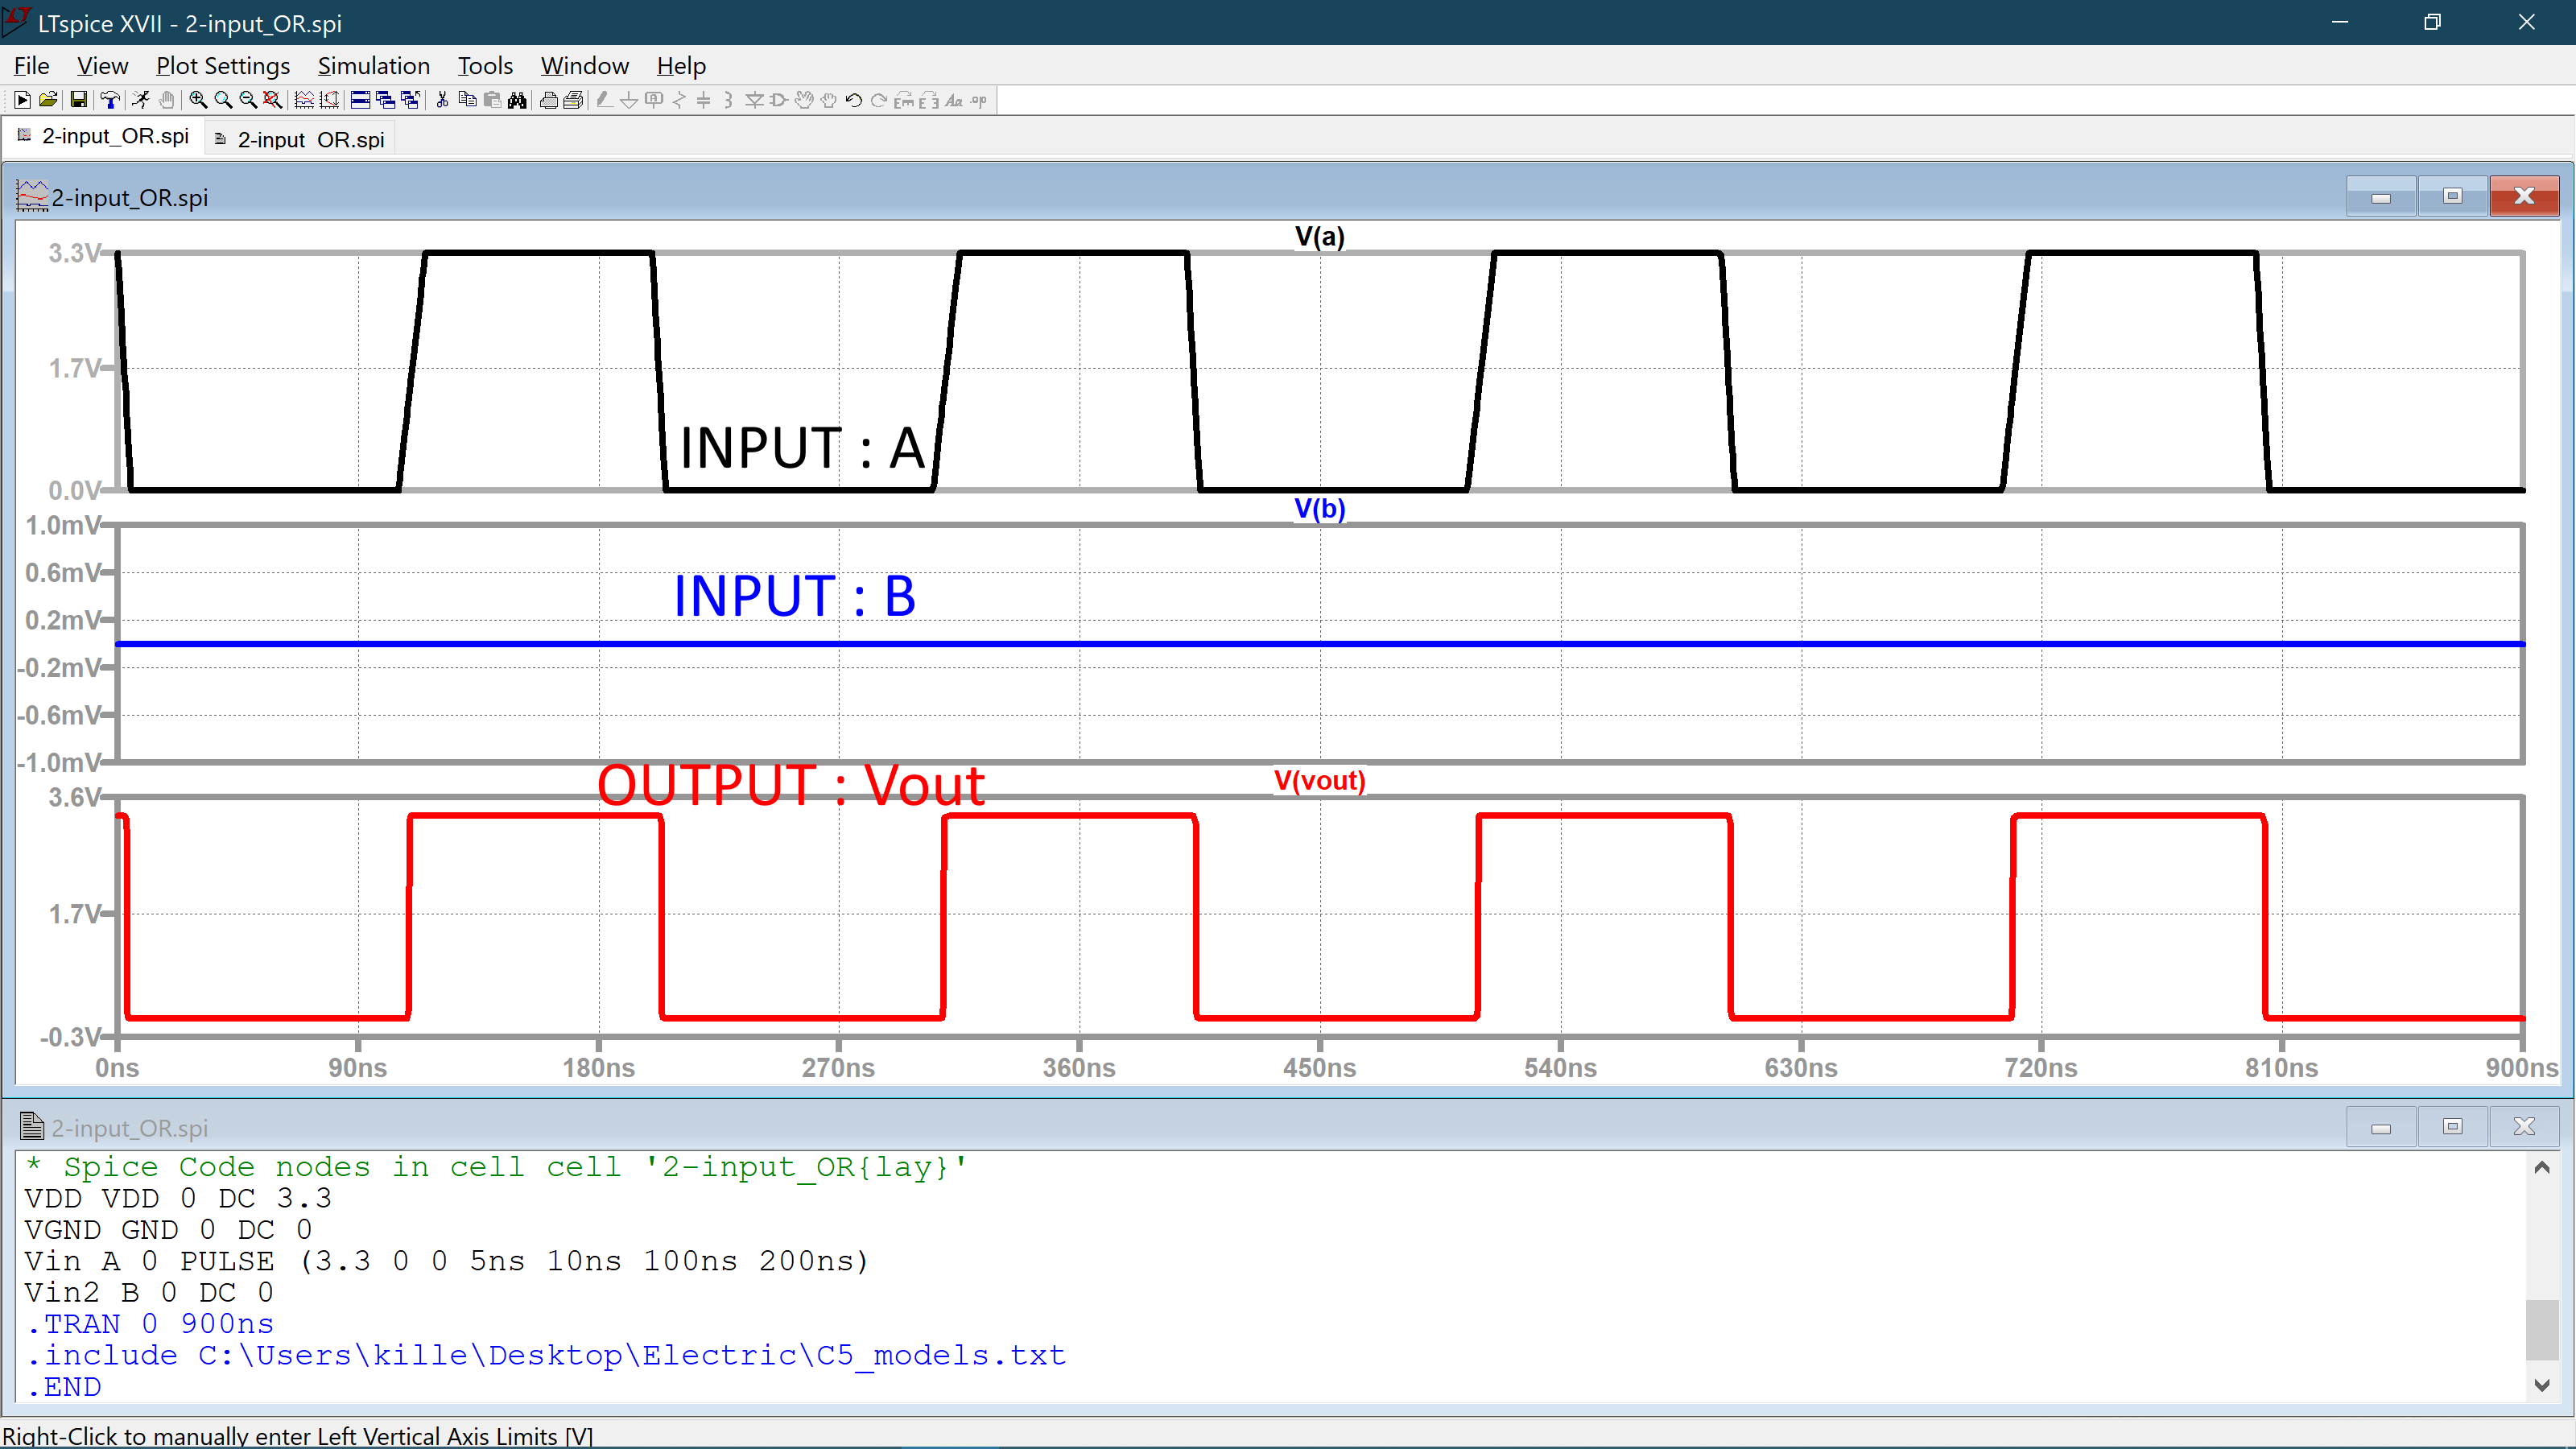 LTspice XVII - 2-input_OR.spi
File View Plot Settings Simulation Tools Window Help
2-input_OR.spi 2-input_OR.spi
2-input_OR.spi
V(a)
3.3V
1.7V
0.0V
INPUT : A
V(b)
1.0mV
0.6mV
0.2mV
-0.2mV
-0.6mV
-1.0mV
INPUT : B
OUTPUT : Vout
V(vout)
3.6V
1.7V
-0.3V
0ns 90ns 180ns 270ns 360ns 450ns 540ns 630ns 720ns 810ns 900ns
2-input_OR.spi
* Spice Code nodes in cell cell '2-input_OR{lay}'
VDD VDD 0 DC 3.3
VGND GND 0 DC 0
Vin A 0 PULSE (3.3 0 0 5ns 10ns 100ns 200ns)
Vin2 B 0 DC 0
.TRAN 0 900ns
.include C:\Users\kille\Desktop\Electric\C5_models.txt
.END
Right-Click to manually enter Left Vertical Axis Limits [V]